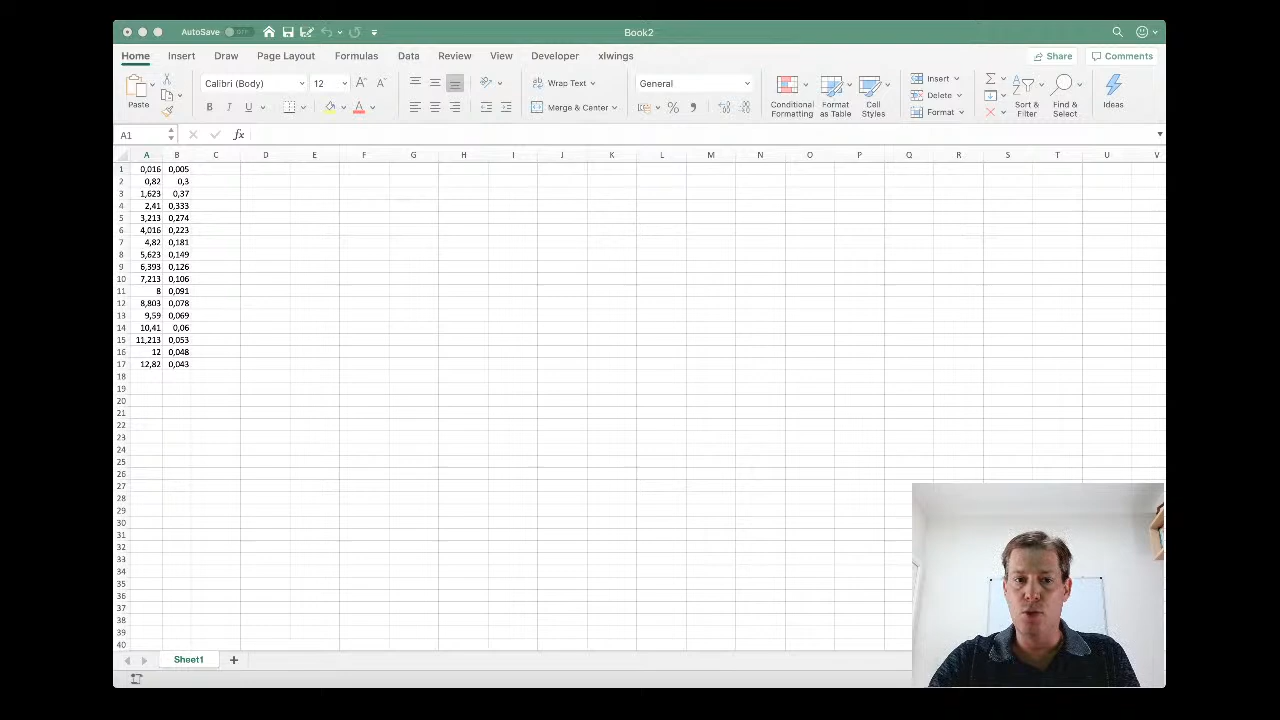 AutoSave OFF Book2
Home Insert Draw Page Layout Formulas Data Review View Developer xlwings Share Comments
Paste Calibri (Body) 12 A^ A˅ Wrap Text General Conditional Formatting Format as Table Cell Styles Insert Sort & Filter Find & Select Ideas
B I U A Merge & Center % Delete
Format
A1 fx
A B C D E F G H I J K L M N O P Q R S T U V
1 0,016 0,005
2 0,82 0,3
3 1,623 0,37
4 2,41 0,333
5 3,213 0,274
6 4,016 0,223
7 4,82 0,181
8 5,623 0,149
9 6,393 0,126
10 7,213 0,106
11 8 0,091
12 8,803 0,078
13 9,59 0,069
14 10,41 0,06
15 11,213 0,053
16 12 0,048
17 12,82 0,043
18
19
20
21
22
23
24
25
26
27
28
29
30
31
32
33
34
35
36
37
38
39
40
Sheet1 +